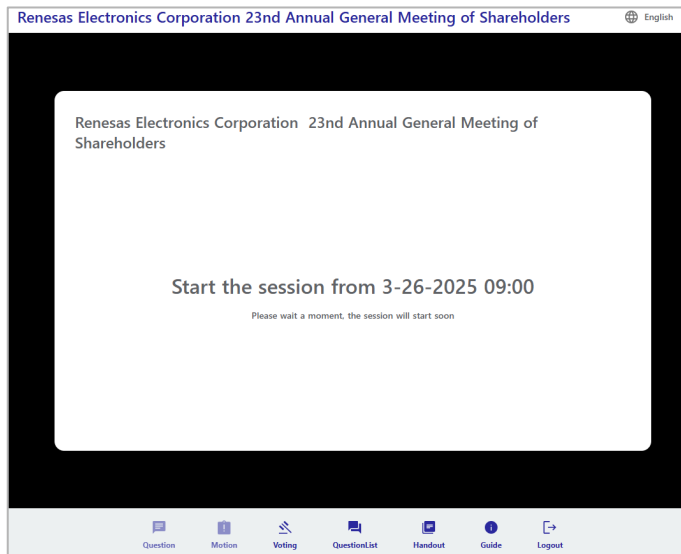 Renesas Electronics Corporation 23nd Annual General Meeting of Shareholders
English
Renesas Electronics Corporation 23nd Annual General Meeting of
Shareholders
Start the session from 3-26-2025 09:00
Please wait a moment, the session will start soon
Question Motion Voting QuestionList Handout Guide Logout